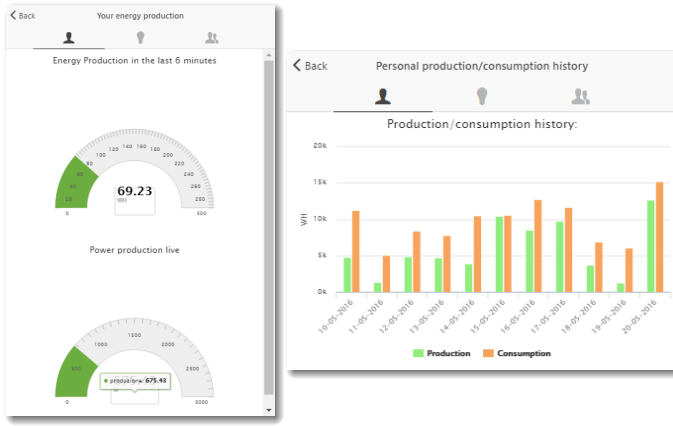 Back Your energy production
Energy Production in the last 6 minutes
0 20 40 60 80 100 120 140 160 180 200 220 240 260 280 300
69.23
Power production live
0 500 1000 1500 2000 2500 3000
675.43
Back Personal production/consumption history
Production/consumption history:
20k
15k
10k
5k
0k
WH
10-05-2016 11-05-2016 12-05-2016 13-05-2016 14-05-2016 15-05-2016 16-05-2016 17-05-2016 18-05-2016 19-05-2016 20-05-2016
Production Consumption